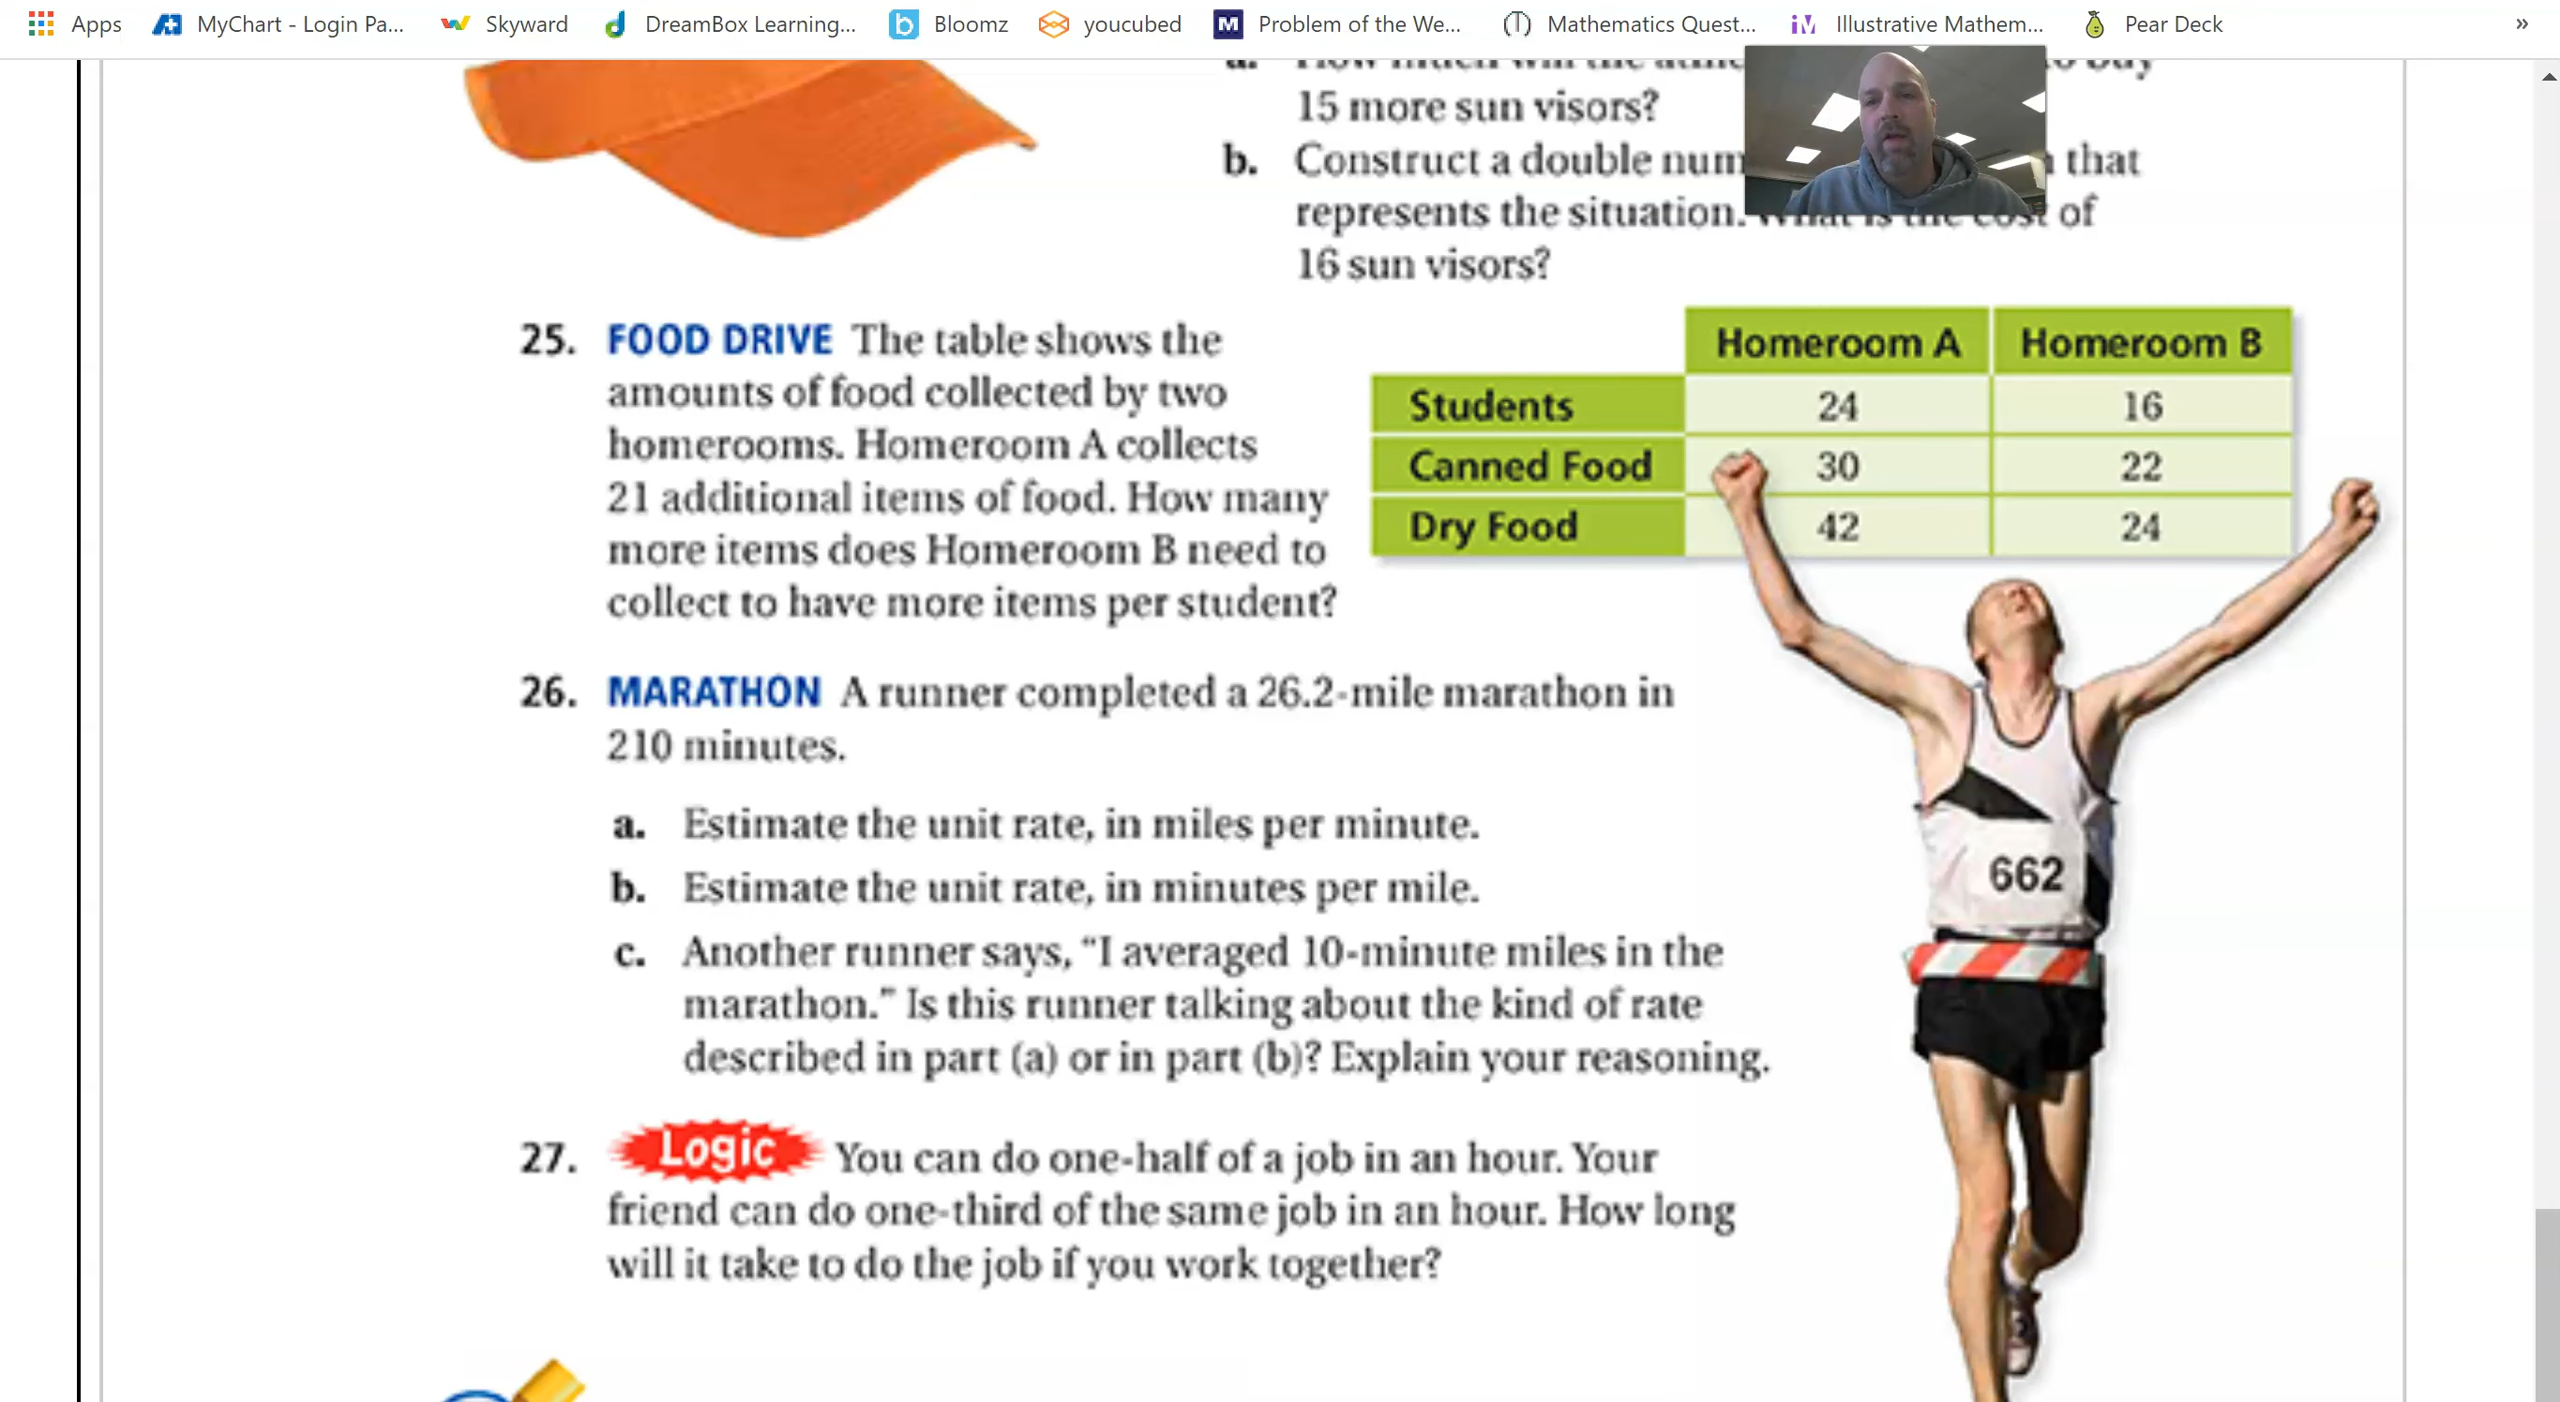 Apps MyChart - Login Pa... Skyward DreamBox Learning... Bloomz youcubed Problem of the We... Mathematics Quest... Illustrative Mathem... Pear Deck »
a. How much will the buy
15 more sun visors?
b. Construct a double that
represents the situation. What is the cost of
16 sun visors?
25. FOOD DRIVE The table shows the
amounts of food collected by two
homerooms. Homeroom A collects
21 additional items of food. How many
more items does Homeroom B need to
collect to have more items per student?
Homeroom A Homeroom B
Students 24 16
Canned Food 30 22
Dry Food 42 24
26. MARATHON A runner completed a 26.2-mile marathon in
210 minutes.
a. Estimate the unit rate, in miles per minute.
b. Estimate the unit rate, in minutes per mile.
c. Another runner says, “I averaged 10-minute miles in the
marathon.” Is this runner talking about the kind of rate
described in part (a) or in part (b)? Explain your reasoning.
662
27. Logic You can do one-half of a job in an hour. Your
friend can do one-third of the same job in an hour. How long
will it take to do the job if you work together?